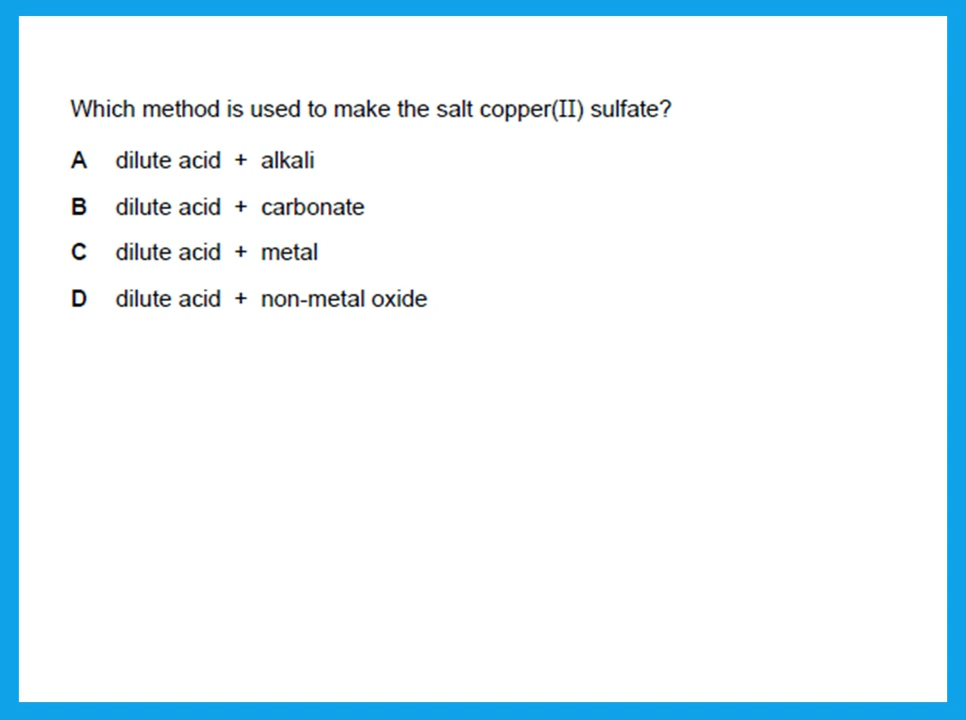 Which method is used to make the salt copper(II) sulfate?
A dilute acid + alkali
B dilute acid + carbonate
C dilute acid + metal
D dilute acid + non-metal oxide